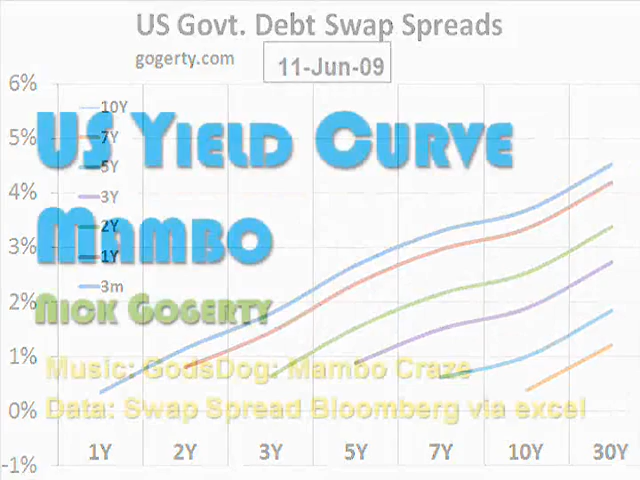 US Govt. Debt Swap Spreads
gogerty.com
11-Jun-09
6%
10Y
US Yield Curve
5%
7Y
5Y
4%
3Y
2Y
Mambo
3%
1Y
3m
2%
Nick Gogerty
1%
Music: GodsDog: Mambo Craze
0%
Data: Swap Spread Bloomberg via excel
-1%
1Y 2Y 3Y 5Y 7Y 10Y 30Y